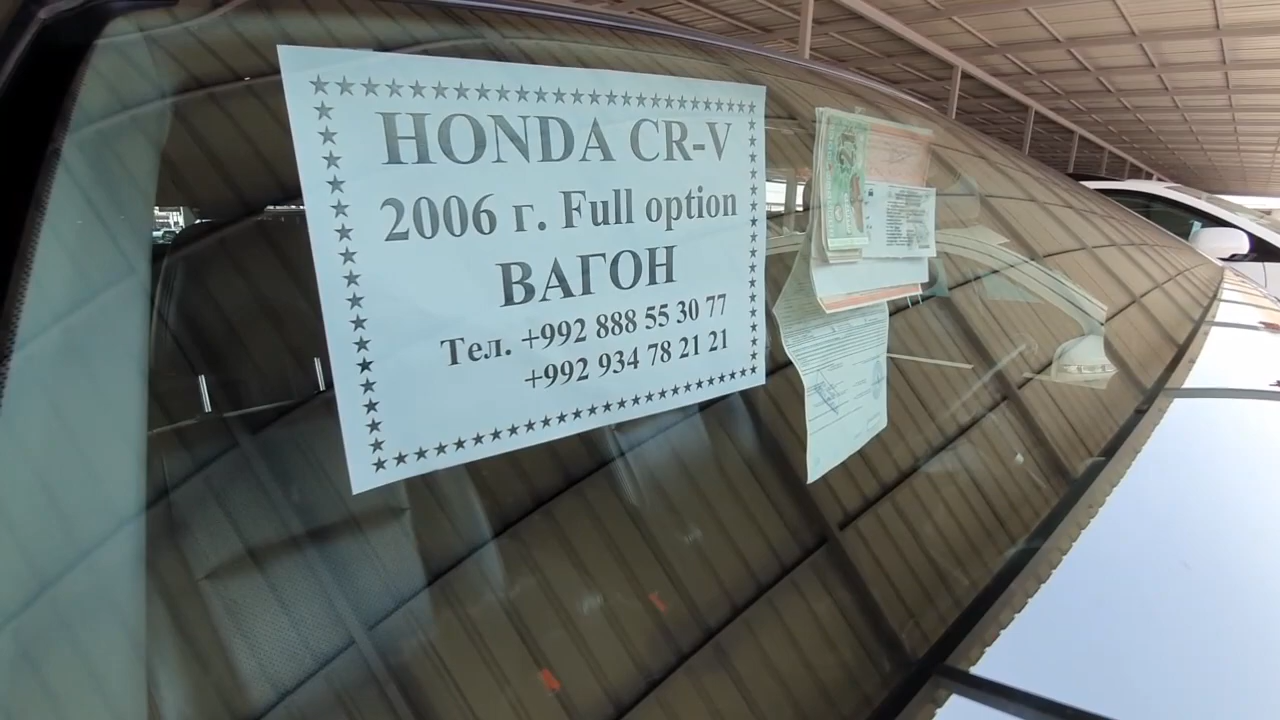 HONDA CR-V
2006 г. Full option
ВАГОН
Тел. +992 888 55 30 77
+992 934 78 21 21